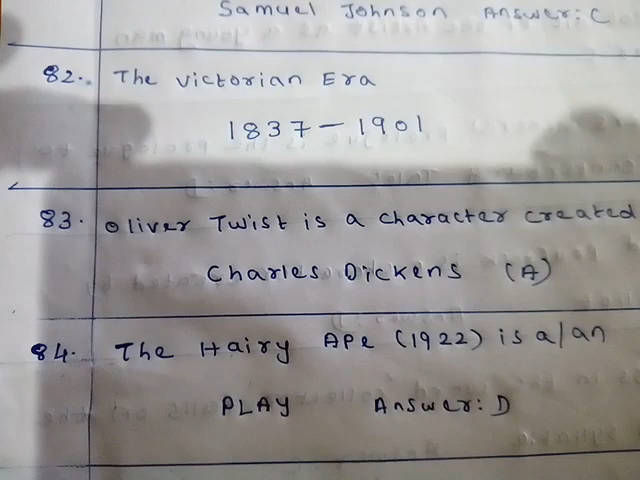 Samuel Johnson Answer: C
82. The Victorian Era
1837-1901
83. Oliver Twist is a character created
Charles Dickens (A)
84. The Hairy Ape (1922) is a/an
PLAY Answer: D